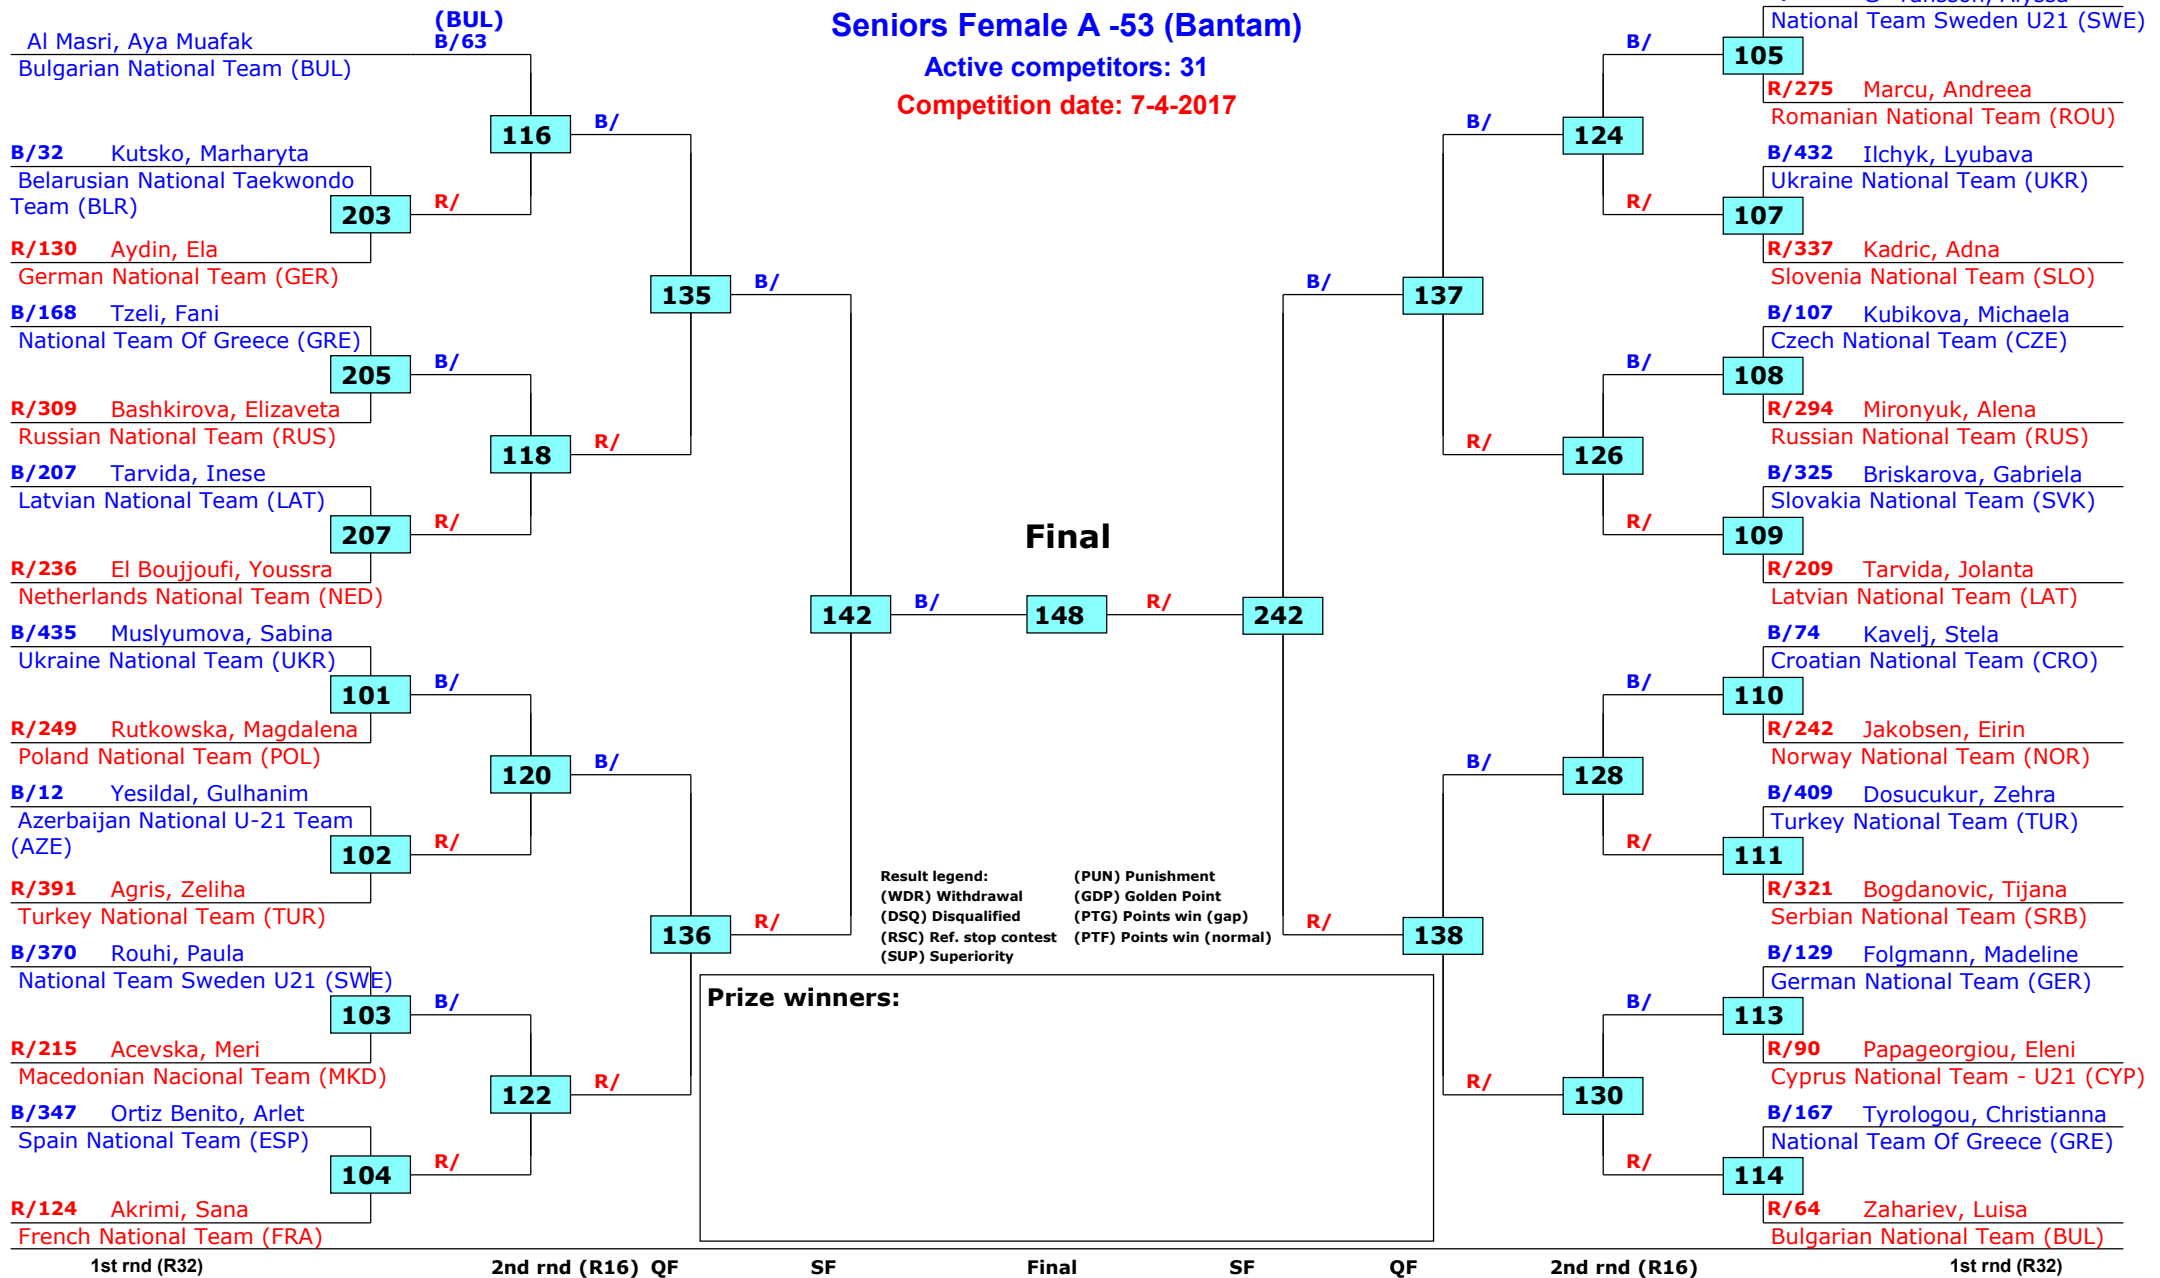 Seniors Female A -53 (Bantam)
Active competitors: 31
Competition date: 7-4-2017
(BUL)
Al Masri, Aya Muafak B/63
Bulgarian National Team (BUL)
116
B/
B/32 Kutsko, Marharyta
Belarusian National Taekwondo
Team (BLR)
203
R/
R/130 Aydin, Ela
German National Team (GER)
135
B/
B/168 Tzeli, Fani
National Team Of Greece (GRE)
205
B/
R/309 Bashkirova, Elizaveta
Russian National Team (RUS)
118
R/
B/207 Tarvida, Inese
Latvian National Team (LAT)
207
R/
R/236 El Boujjoufi, Youssra
Netherlands National Team (NED)
142
B/
B/435 Muslyumova, Sabina
Ukraine National Team (UKR)
101
B/
R/249 Rutkowska, Magdalena
Poland National Team (POL)
120
B/
B/12 Yesildal, Gulhanim
Azerbaijan National U-21 Team
(AZE)
102
R/
R/391 Agris, Zeliha
Turkey National Team (TUR)
136
R/
B/370 Rouhi, Paula
National Team Sweden U21 (SWE)
103
B/
R/215 Acevska, Meri
Macedonian Nacional Team (MKD)
122
R/
B/347 Ortiz Benito, Arlet
Spain National Team (ESP)
104
R/
R/124 Akrimi, Sana
French National Team (FRA)
Final
148
R/
242
National Team Sweden U21 (SWE)
B/
105
R/275 Marcu, Andreea
Romanian National Team (ROU)
B/
124
B/432 Ilchyk, Lyubava
Ukraine National Team (UKR)
R/
107
R/337 Kadric, Adna
Slovenia National Team (SLO)
B/
137
B/107 Kubikova, Michaela
Czech National Team (CZE)
B/
108
R/294 Mironyuk, Alena
Russian National Team (RUS)
R/
126
B/325 Briskarova, Gabriela
Slovakia National Team (SVK)
R/
109
R/209 Tarvida, Jolanta
Latvian National Team (LAT)
B/74 Kavelj, Stela
Croatian National Team (CRO)
B/
110
R/242 Jakobsen, Eirin
Norway National Team (NOR)
B/
128
B/409 Dosucukur, Zehra
Turkey National Team (TUR)
R/
111
R/321 Bogdanovic, Tijana
Serbian National Team (SRB)
R/
138
B/129 Folgmann, Madeline
German National Team (GER)
B/
113
R/90 Papageorgiou, Eleni
Cyprus National Team - U21 (CYP)
R/
130
B/167 Tyrologou, Christianna
National Team Of Greece (GRE)
R/
114
R/64 Zahariev, Luisa
Bulgarian National Team (BUL)
Result legend: (PUN) Punishment
(WDR) Withdrawal (GDP) Golden Point
(DSQ) Disqualified (PTG) Points win (gap)
(RSC) Ref. stop contest (PTF) Points win (normal)
(SUP) Superiority
Prize winners:
1st rnd (R32) 2nd rnd (R16) QF SF Final SF QF 2nd rnd (R16) 1st rnd (R32)